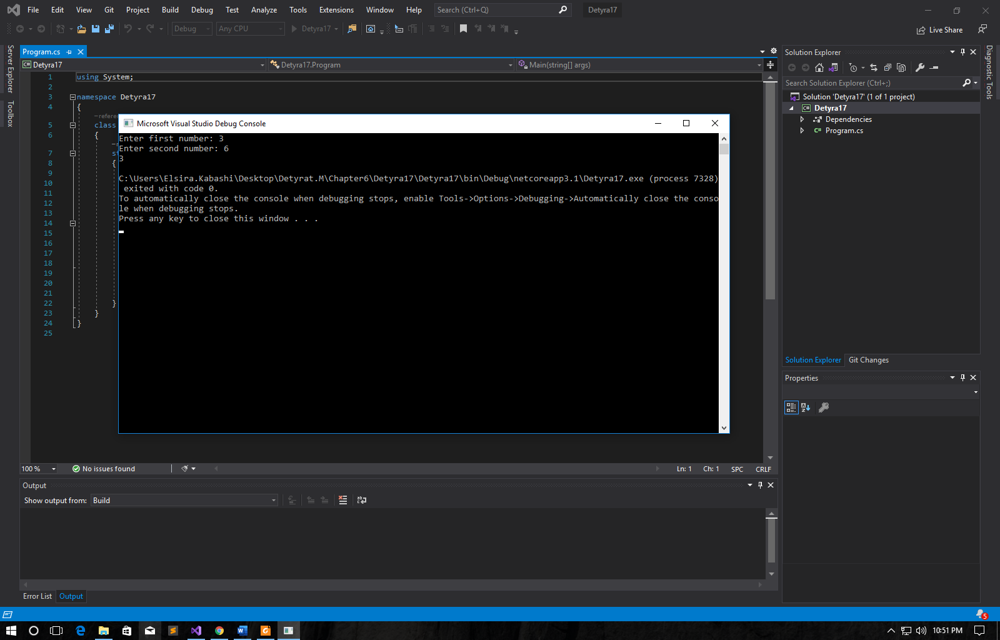 File Edit View Git Project Build Debug Test Analyze Tools Extensions Window Help Search (Ctrl+Q) Detyra17
Debug Any CPU Detyra17 Live Share
Server Explorer
Toolbox
Program.cs
Detyra17 Detyra17.Program Main(string[] args)
1 using System;
2
3 namespace Detyra17
4 {
5 class
6 {
7
8 {
9
10
11
12
13
14
15
16
17
18
19
20
21
22 }
23 }
24 }
25
Microsoft Visual Studio Debug Console
Enter first number: 3
Enter second number: 6
3
C:\Users\Elsira.Kabashi\Desktop\Detyrat.M\Chapter6\Detyra17\Detyra17\bin\Debug\netcoreapp3.1\Detyra17.exe (process 7328)
exited with code 0.
To automatically close the console when debugging stops, enable Tools->Options->Debugging->Automatically close the conso
le when debugging stops.
Press any key to close this window . . .
100 % No issues found Ln: 1 Ch: 1 SPC CRLF
Output
Show output from: Build
Error List Output
Solution Explorer
Search Solution Explorer (Ctrl+;)
Solution 'Detyra17' (1 of 1 project)
C# Detyra17
Dependencies
C# Program.cs
Solution Explorer Git Changes
Properties
Diagnostic Tools
5
10:51 PM